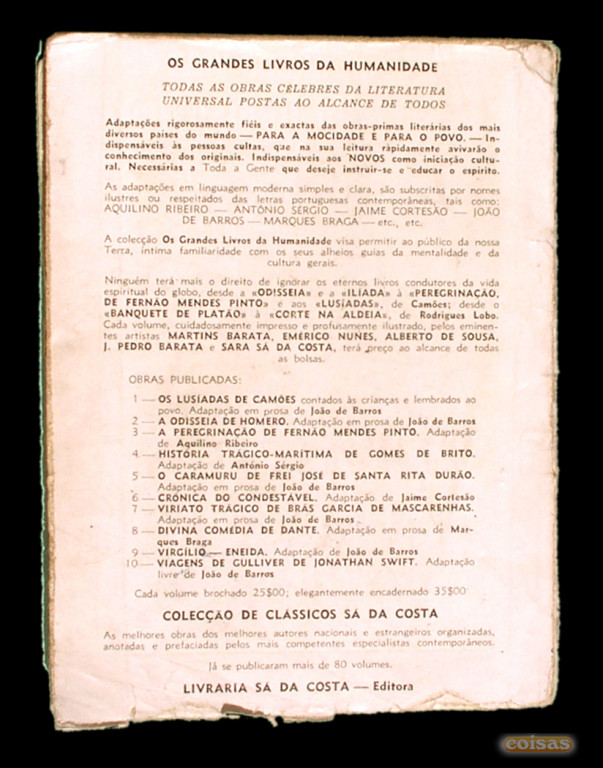 OS GRANDES LIVROS DA HUMANIDADE
TODAS AS OBRAS CÉLEBRES DA LITERATURA
UNIVERSAL POSTAS AO ALCANCE DE TODOS
Adaptações rigorosamente fiéis e exactas das obras-primas literárias dos mais
diversos países do mundo — PARA A MOCIDADE E PARA O POVO. — In-
dispensáveis às pessoas cultas, que na sua leitura ràpidamente avivarão o
conhecimento dos originais. Indispensáveis aos NOVOS como iniciação cultu-
ral. Necessárias a Toda a Gente que deseje instruir-se e educar o espírito.
As adaptações em linguagem moderna simples e clara, são subscritas por nomes
ilustres ou respeitados das letras portuguesas contemporâneas, tais como:
AQUILINO RIBEIRO — ANTÓNIO SÉRGIO — JAIME CORTESÃO — JOÃO
DE BARROS — MARQUES BRAGA — etc., etc.
A colecção Os Grandes Livros da Humanidade visa permitir ao público da nossa
Terra, íntima familiaridade com os seus alheios guias da mentalidade e da
cultura gerais.
Ninguém terá mais o direito de ignorar os eternos livros condutores da vida
espiritual do globo, desde a «ODISSEIA» e a «ILÍADA» à «PEREGRINAÇÃO,
DE FERNÃO MENDES PINTO» e aos «LUSÍADAS», de Camões; desde o
«BANQUETE DE PLATÃO» à «CORTE NA ALDEIA», de Rodrigues Lobo.
Cada volume, cuidadosamente impresso e profusamente ilustrado, pelos eminen-
tes artistas MARTINS BARATA, EMÉRICO NUNES, ALBERTO DE SOUSA,
J. PEDRO BARATA e SARA SÁ DA COSTA, terá preço ao alcance de todas
as bolsas.
OBRAS PUBLICADAS:
1 — OS LUSÍADAS DE CAMÕES contados às crianças e lembrados ao
povo. Adaptação em prosa de João de Barros
2 — A ODISSEIA DE HOMERO. Adaptação em prosa de João de Barros
3 — A PEREGRINAÇÃO DE FERNÃO MENDES PINTO. Adaptação
de Aquilino Ribeiro
4 — HISTÓRIA TRÁGICO-MARÍTIMA DE GOMES DE BRITO.
Adaptação de António Sérgio
5 — O CARAMURU DE FREI JOSÉ DE SANTA RITA DURÃO.
Adaptação em prosa de João de Barros
6 — CRÓNICA DO CONDESTÁVEL. Adaptação de Jaime Cortesão
7 — VIRIATO TRÁGICO DE BRÁS GARCIA DE MASCARENHAS.
Adaptação em prosa de João de Barros
8 — DIVINA COMÉDIA DE DANTE. Adaptação em prosa de Mar-
ques Braga
9 — VIRGÍLIO — ENEIDA. Adaptação de João de Barros
10 — VIAGENS DE GULLIVER DE JONATHAN SWIFT. Adaptação
livre de João de Barros
Cada volume brochado 25$00; elegantemente encadernado 35$00
COLECÇÃO DE CLÁSSICOS SÁ DA COSTA
As melhores obras dos melhores autores nacionais e estrangeiros organizadas,
anotadas e prefaciadas pelos mais competentes especialistas contemporâneos.
Já se publicaram mais de 80 volumes.
LIVRARIA SÁ DA COSTA — Editora
coisas